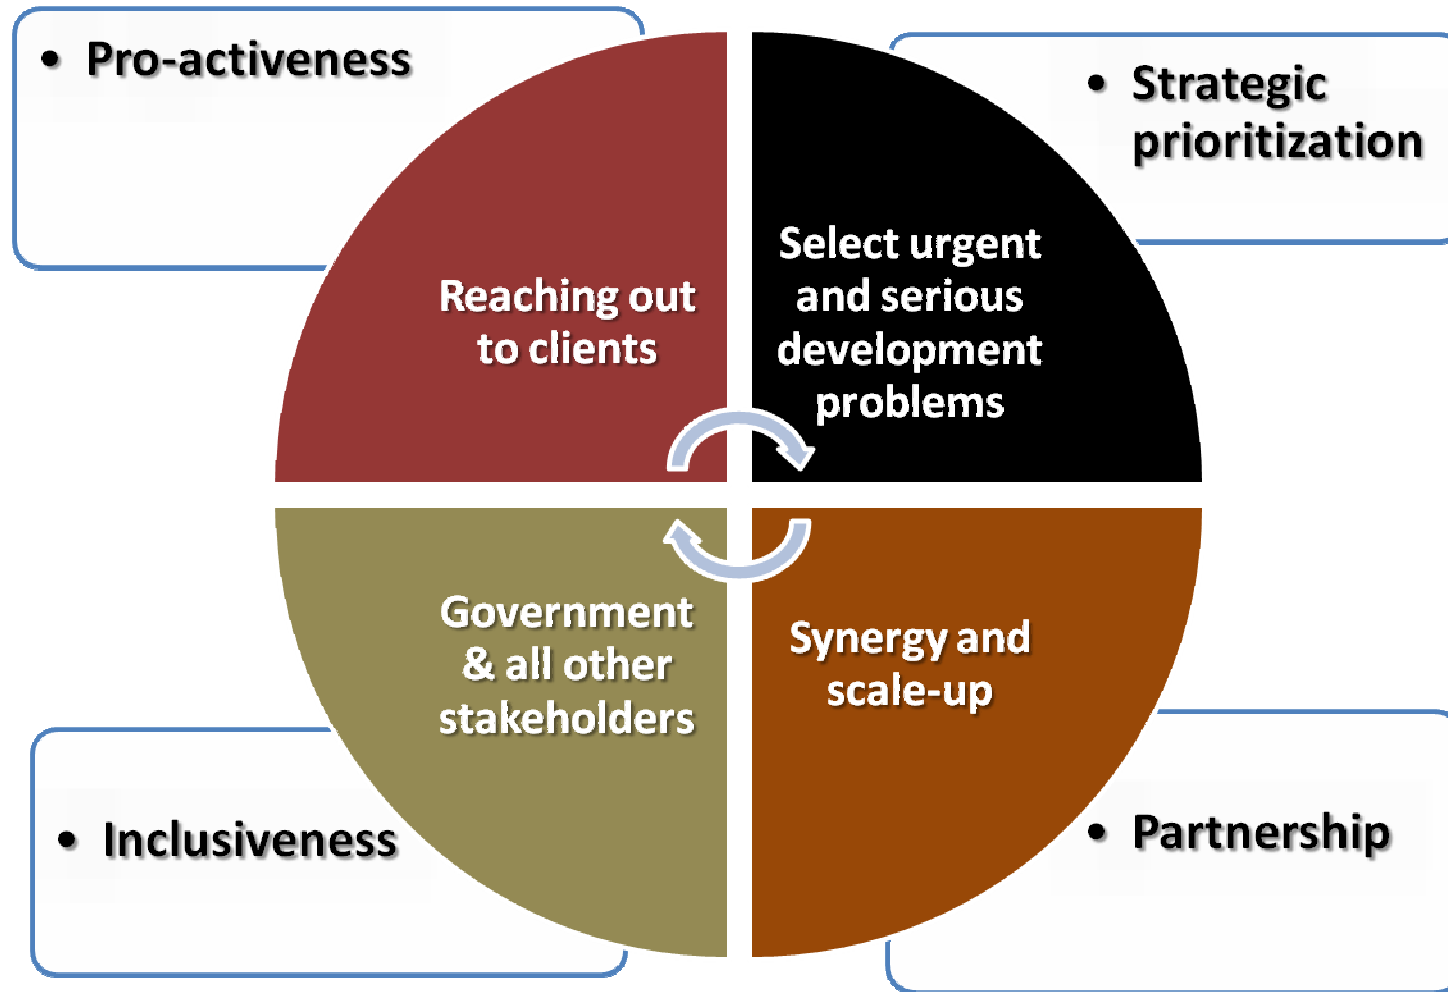 • Pro-activeness
• Strategic
prioritization
Reaching out
to clients
Select urgent
and serious
development
problems
Government
& all other
stakeholders
Synergy and
scale-up
• Inclusiveness
• Partnership